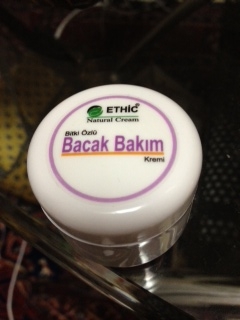 ETHiC
Natural Cream
Bitki Özlü
Bacak Bakım
Kremi